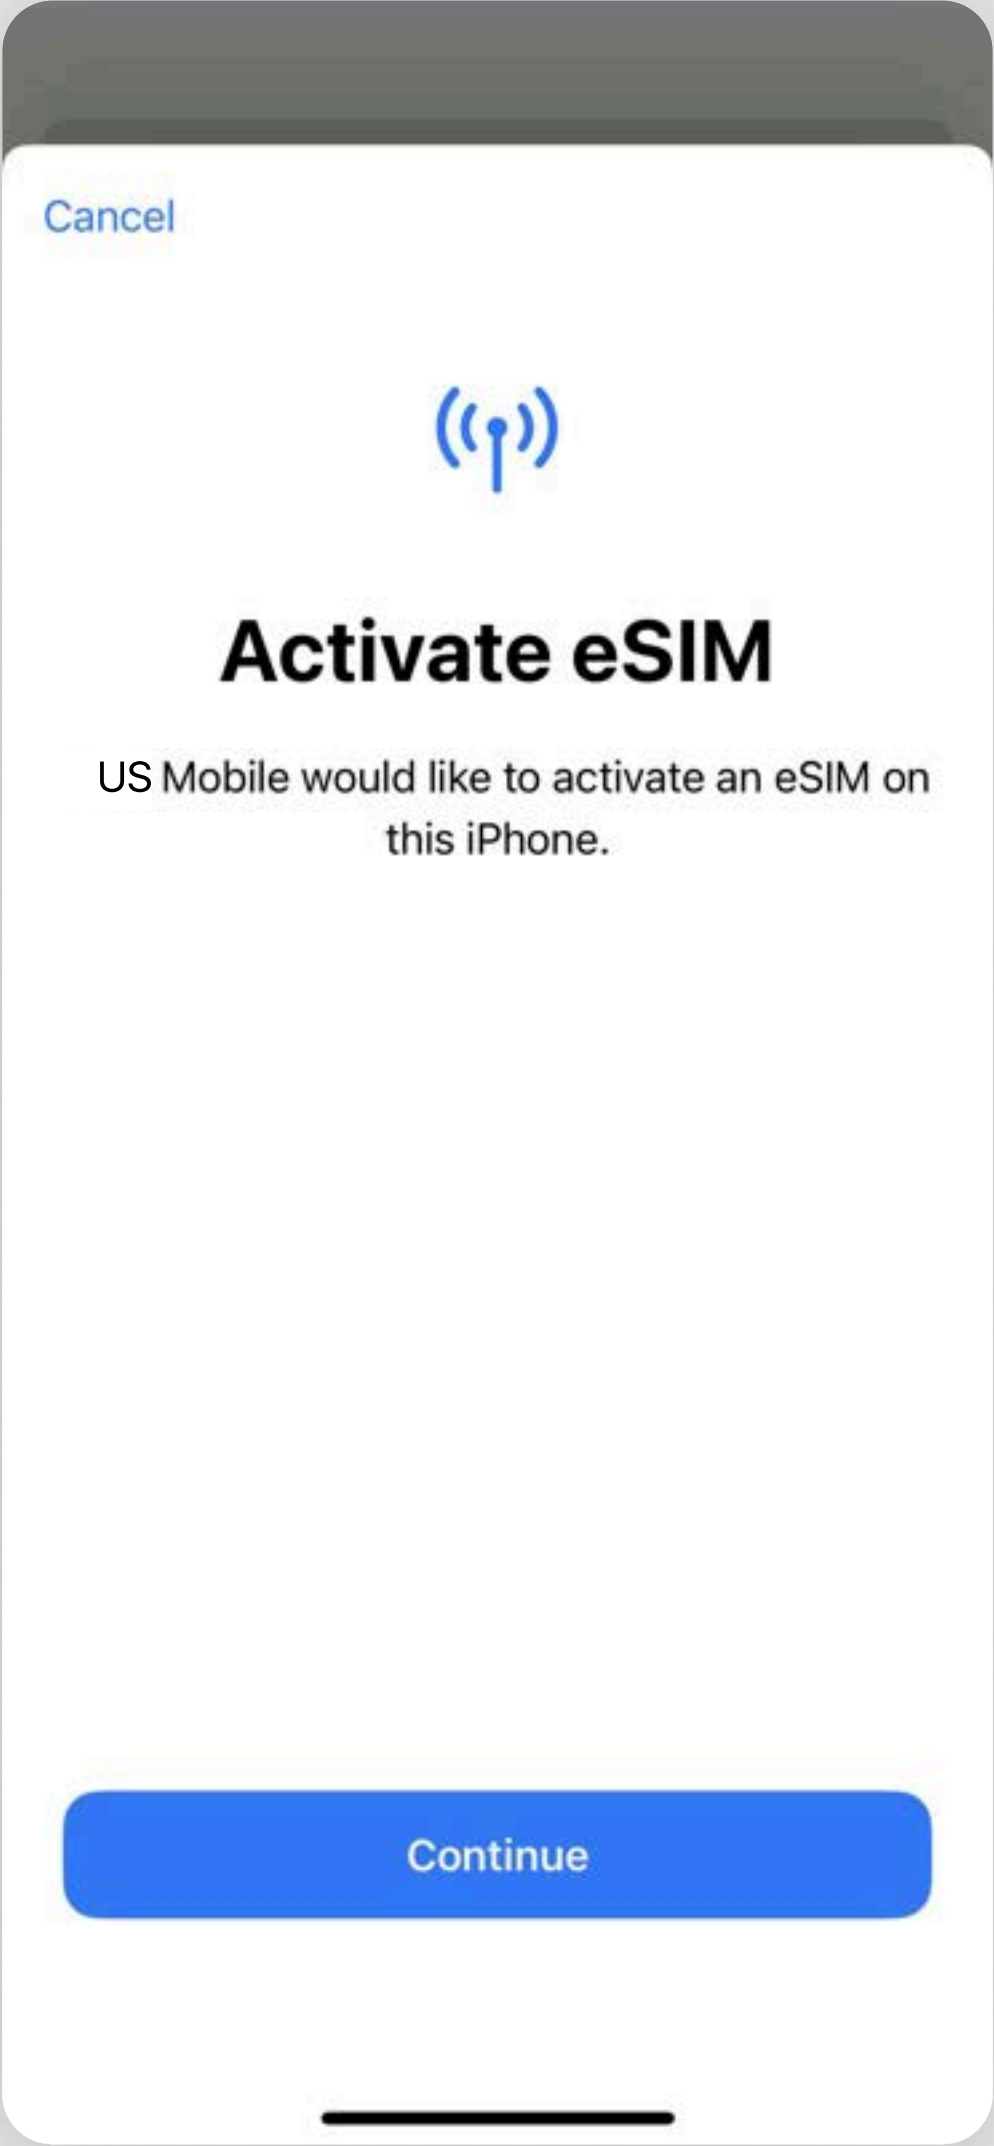 Cancel
Activate eSIM
US Mobile would like to activate an eSIM on
this iPhone.
Continue